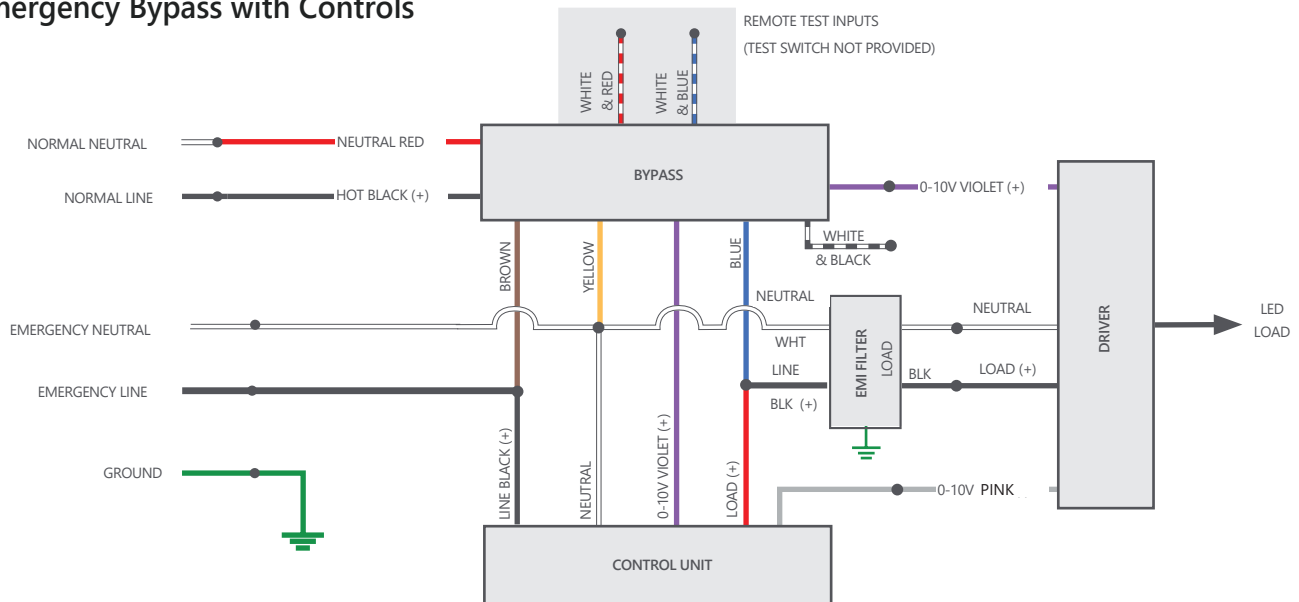 mergency Bypass with Controls
REMOTE TEST INPUTS
(TEST SWITCH NOT PROVIDED)
WHITE
& RED
WHITE
& BLUE
NORMAL NEUTRAL
NEUTRAL RED
NORMAL LINE
HOT BLACK (+)
BYPASS
0-10V VIOLET (+)
BROWN
YELLOW
BLUE
WHITE
& BLACK
EMERGENCY NEUTRAL
NEUTRAL
WHT
NEUTRAL
EMERGENCY LINE
LINE
BLK (+)
EMI FILTER
LOAD
BLK
LOAD (+)
DRIVER
LED
LOAD
GROUND
LINE BLACK (+)
NEUTRAL
0-10V VIOLET (+)
LOAD (+)
0-10V PINK
CONTROL UNIT